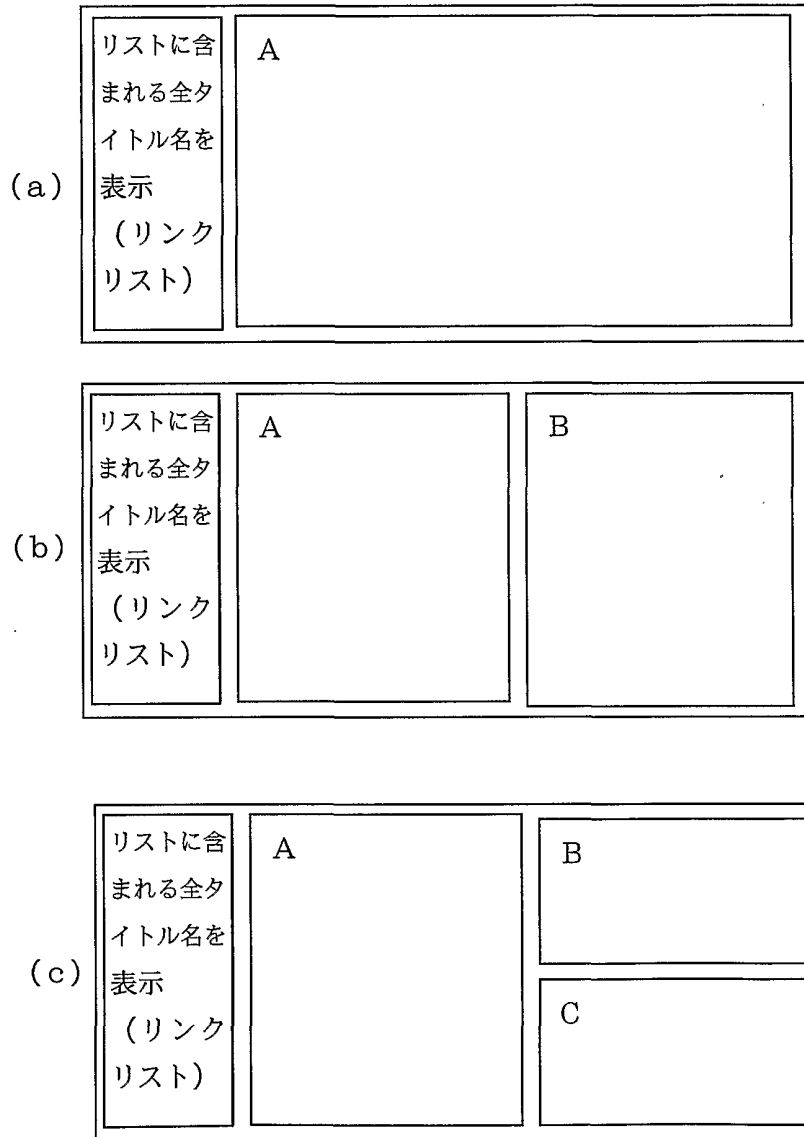 (a)
リストに含
まれる全タ
イトル名を
表示
(リンク
リスト)
A
(b)
リストに含
まれる全タ
イトル名を
表示
(リンク
リスト)
A
B
(c)
リストに含
まれる全タ
イトル名を
表示
(リンク
リスト)
A
B
C